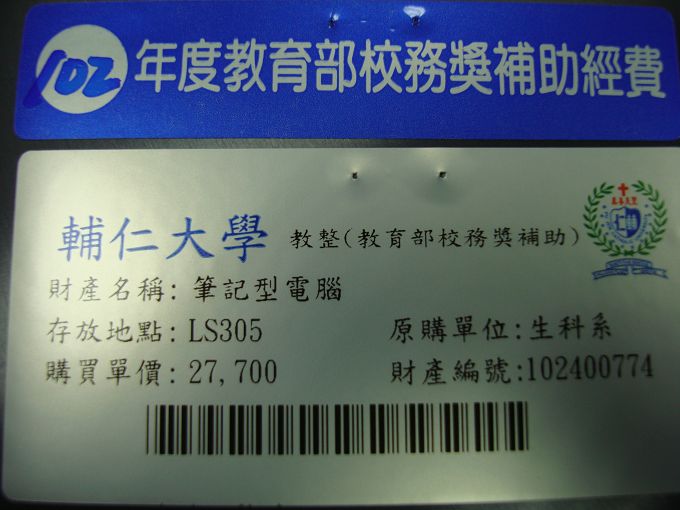 102年度教育部校務獎補助經費
輔仁大學 教整(教育部校務獎補助)
財產名稱: 筆記型電腦
存放地點: LS305 原購單位:生科系
購買單價: 27,700 財產編號:102400774